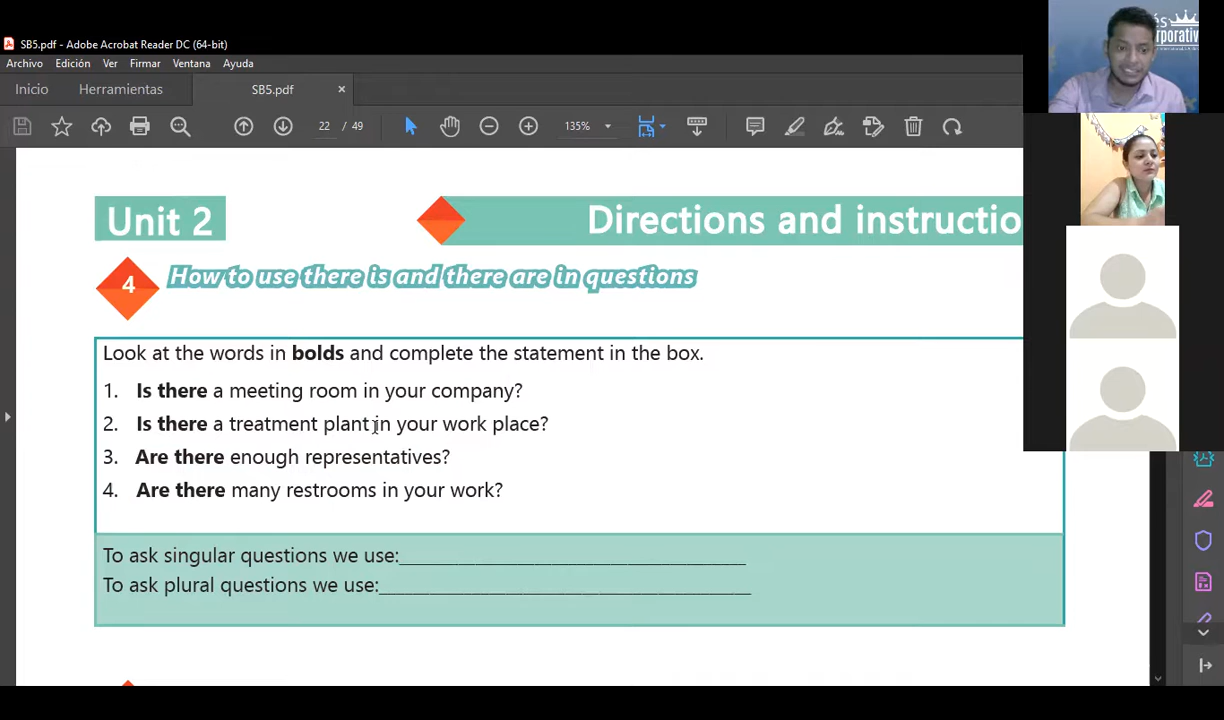 SB5.pdf - Adobe Acrobat Reader DC (64-bit)
Archivo Edición Ver Firmar Ventana Ayuda
Inicio Herramientas SB5.pdf ×
22 / 49 135%
Unit 2 Directions and instructio
4 How to use there is and there are in questions
Look at the words in bolds and complete the statement in the box.
1. Is there a meeting room in your company?
2. Is there a treatment plant in your work place?
3. Are there enough representatives?
4. Are there many restrooms in your work?
To ask singular questions we use:________________________________
To ask plural questions we use:__________________________________